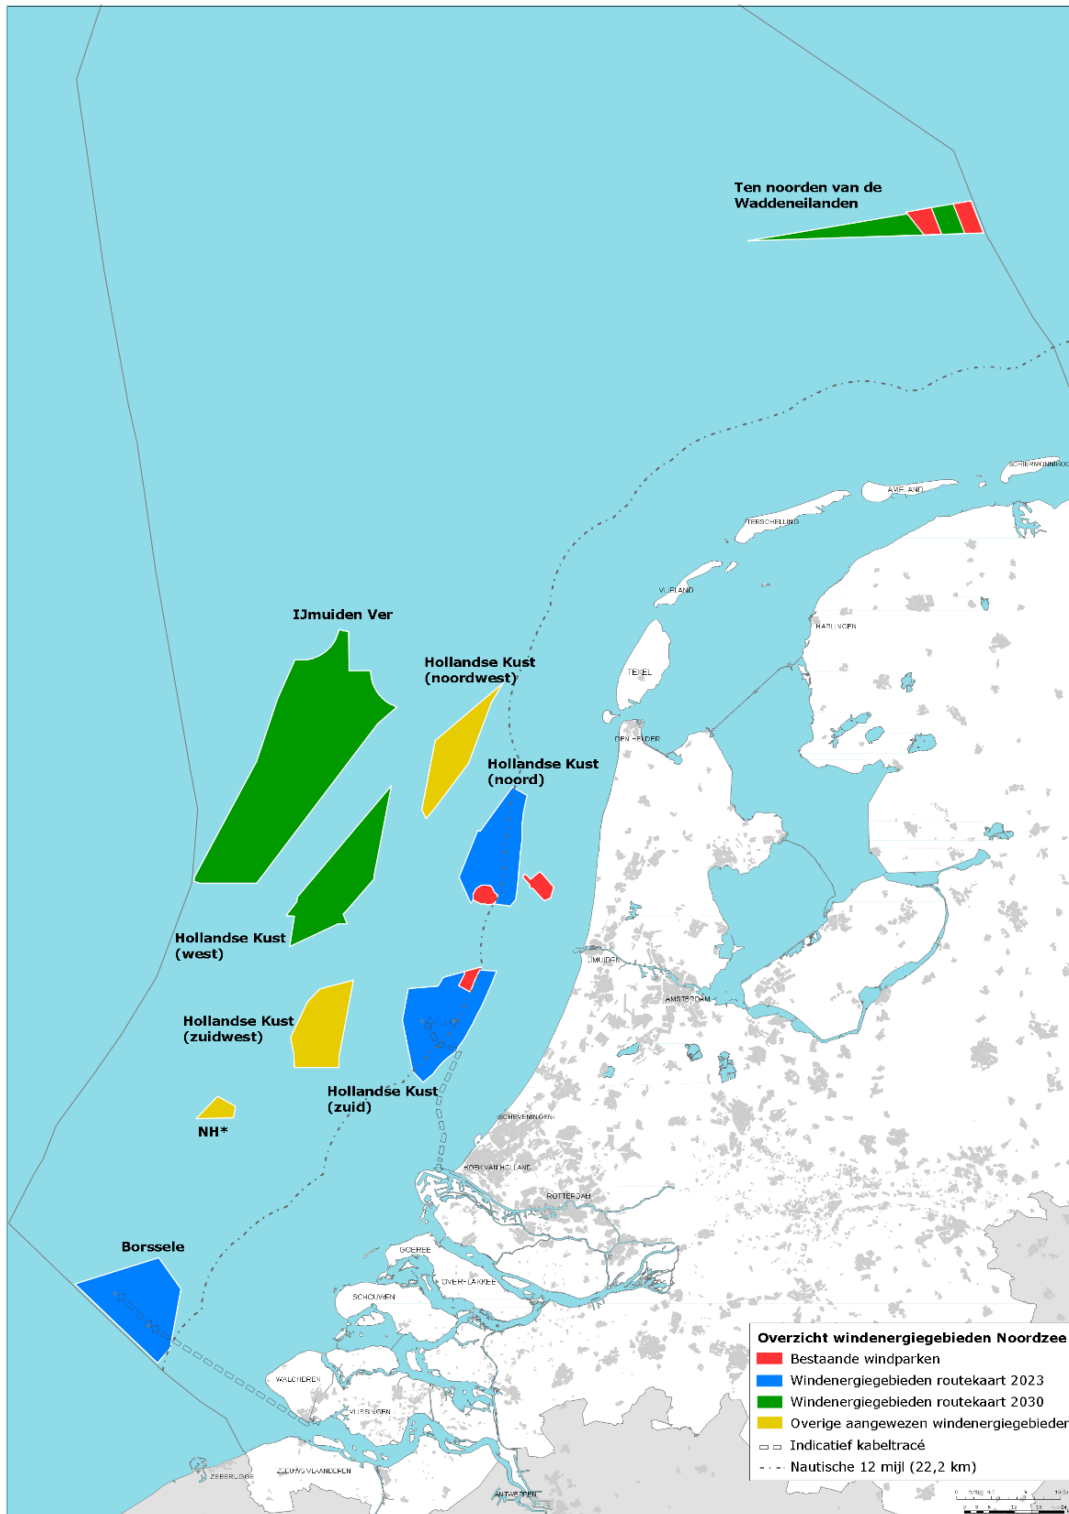 Ten noorden van de
Waddeneilanden
AMELAND
TERSCHELLING
VLIELAND
IJmuiden Ver
HARLINGEN
Hollandse Kust
(noordwest)
TEXEL
DEN HELDER
Hollandse Kust
(noord)
Hollandse Kust
(west)
IJMUIDEN
AMSTERDAM
Hollandse Kust
(zuidwest)
Hollandse Kust
(zuid)
SCHEVENINGEN
NH*
HOEK VAN HOLLAND
ROTTERDAM
Borssele
GOEREE
OVERFLAKKEE
SCHOUWEN
WALCHEREN
VLISSINGEN
ZEEBRUGGE
ZEEUWS VLAANDEREN
ANTWERPEN
Overzicht windenergiegebieden Noordzee
Bestaande windparken
Windenergiegebieden routekaart 2023
Windenergiegebieden routekaart 2030
Overige aangewezen windenergiegebieden
Indicatief kabeltracé
Nautische 12 mijl (22,2 km)